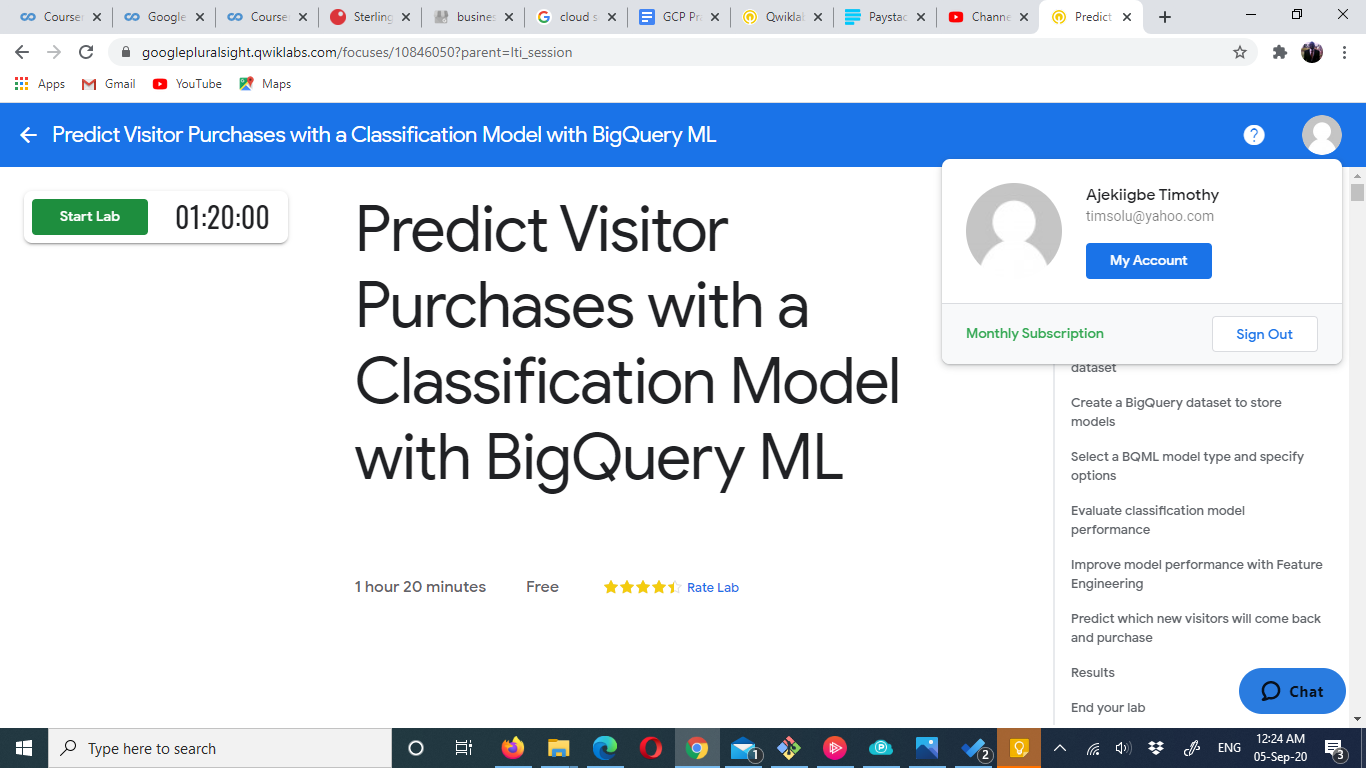 Courser
Google
Courser
Sterling
busines
cloud s
GCP Pra
Qwiklab
Paystac
Channe
Predict
googlepluralsight.qwiklabs.com/focuses/10846050?parent=lti_session
Apps
Gmail
YouTube
Maps
Predict Visitor Purchases with a Classification Model with BigQuery ML
?
Start Lab
01:20:00
Predict Visitor
Purchases with a
Classification Model
with BigQuery ML
1 hour 20 minutes
Free
Rate Lab
Ajekiigbe Timothy
timsolu@yahoo.com
My Account
Monthly Subscription
Sign Out
dataset
Create a BigQuery dataset to store
models
Select a BQML model type and specify
options
Evaluate classification model
performance
Improve model performance with Feature
Engineering
Predict which new visitors will come back
and purchase
Results
End your lab
Chat
Type here to search
1
2
ENG
12:24 AM
05-Sep-20
3